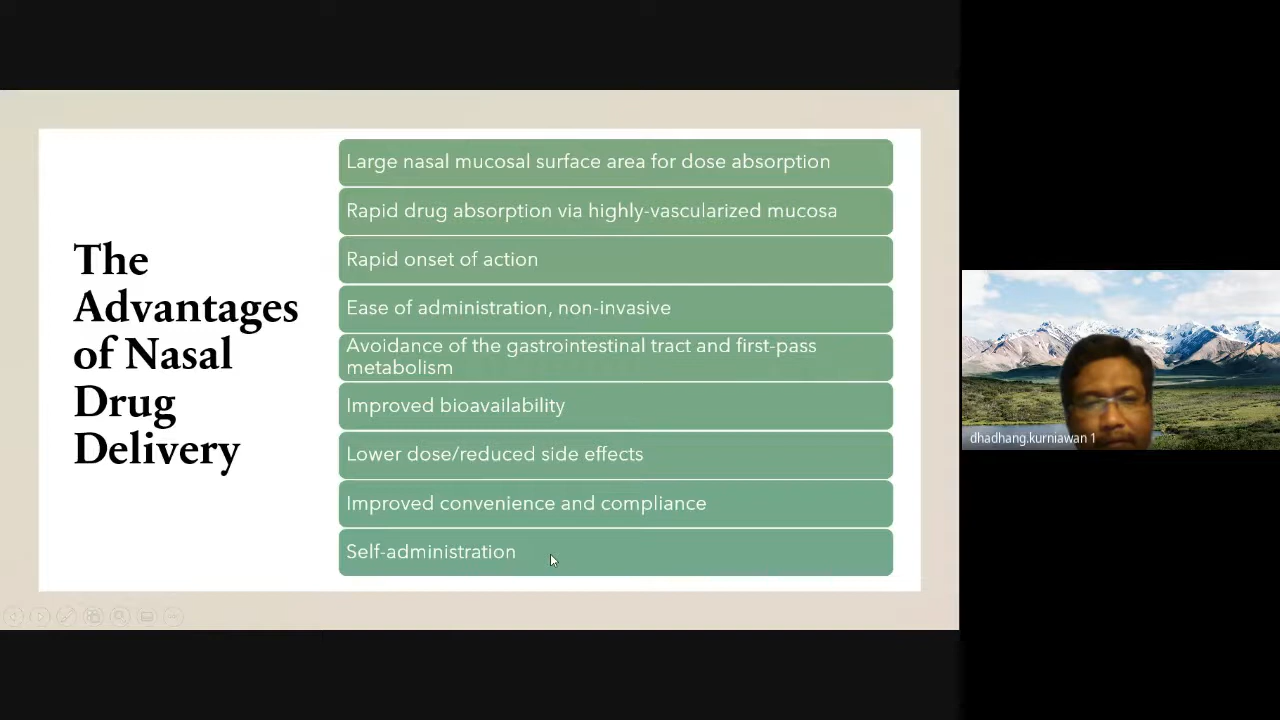 The
Advantages
of Nasal
Drug
Delivery
Large nasal mucosal surface area for dose absorption
Rapid drug absorption via highly-vascularized mucosa
Rapid onset of action
Ease of administration, non-invasive
Avoidance of the gastrointestinal tract and first-pass
metabolism
Improved bioavailability
Lower dose/reduced side effects
Improved convenience and compliance
Self-administration
dhadhang.kurniawan 1